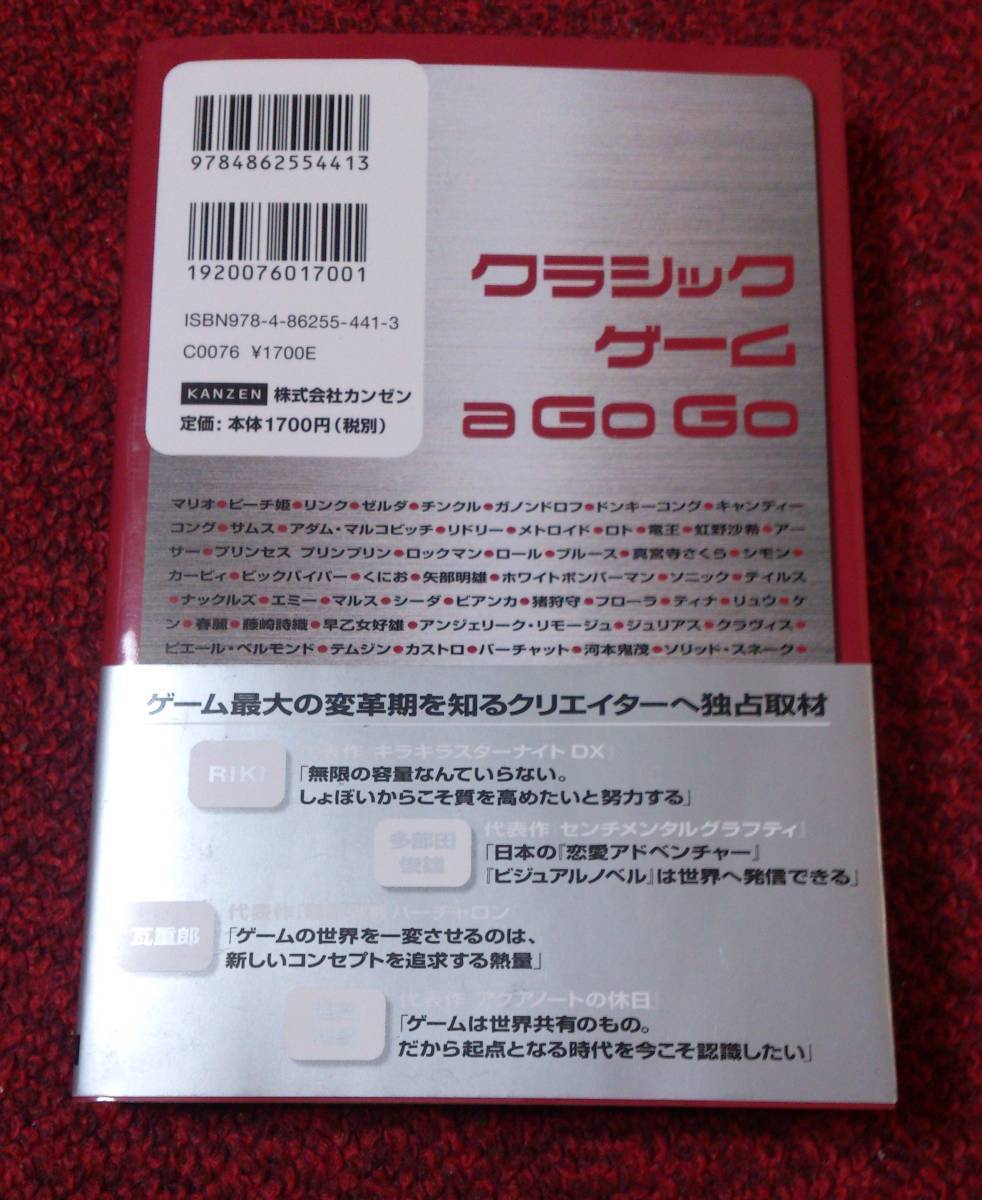 9784862554413
1920076017001
ISBN978-4-86255-441-3
C0076 ¥1700E
KANZEN 株式会社カンゼン
定価：本体1700円（税別）
クラシック
ゲーム
a Go Go
マリオ●ピーチ姫●リンク●ゼルダ●チンクル●ガノンドロフ●ドンキーコング●キャンディー
コング●サムス●アダム・マルコビッチ●リドリー●メトロイド●ロト●竜王●虹野沙希●アー
サー●プリンセス プリンプリン●ロックマン●ロール●ブルース●真宮寺さくら●シモン●
カービィ●ビックバイパー●くにお●矢部明雄●ホワイトボンバーマン●ソニック●テイルス
●ナックルズ●エミー●マルス●シーダ●ビアンカ●猪狩守●フローラ●ティナ●リュウ●ケ
ン●春麗●藤崎詩織●早乙女好雄●アンジェリーク・リモージュ●ジュリアス●クラヴィス●
ピエール・ベルモンド●テムジン●カストロ●バーチャット●河本鬼茂●ソリッド・スネーク●
ゲーム最大の変革期を知るクリエイターへ独占取材
RIKI
代表作『キラキラスターナイトDX』
「無限の容量なんていらない。
しょぼいからこそ質を高めたいと努力する」
多部田
俊雄
代表作『センチメンタルグラフティ』
「日本の『恋愛アドベンチャー』
『ビジュアルノベル』は世界へ発信できる」
亙重郎
代表作 バーチャロン
「ゲームの世界を一変させるのは、
新しいコンセプトを追求する熱量」
代表作『アクアノートの休日』
「ゲームは世界共有のもの。
だから起点となる時代を今こそ認識したい」